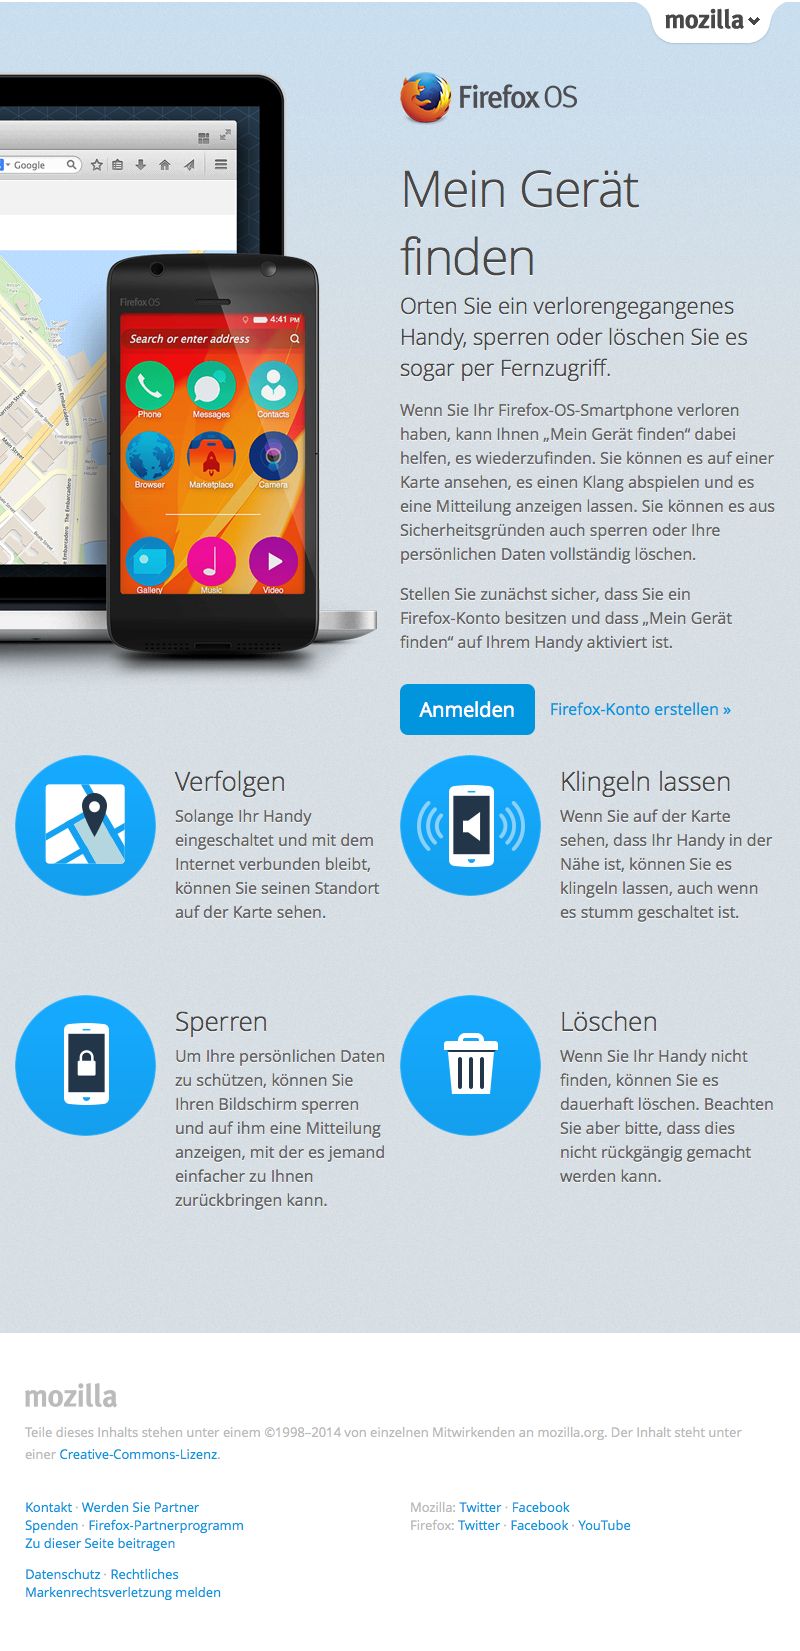 mozilla
Firefox OS
Mein Gerät
finden
Orten Sie ein verlorengegangenes
Handy, sperren oder löschen Sie es
sogar per Fernzugriff.
Wenn Sie Ihr Firefox-OS-Smartphone verloren
haben, kann Ihnen „Mein Gerät finden“ dabei
helfen, es wiederzufinden. Sie können es auf einer
Karte ansehen, es einen Klang abspielen und es
eine Mitteilung anzeigen lassen. Sie können es aus
Sicherheitsgründen auch sperren oder Ihre
persönlichen Daten vollständig löschen.
Stellen Sie zunächst sicher, dass Sie ein
Firefox-Konto besitzen und dass „Mein Gerät
finden“ auf Ihrem Handy aktiviert ist.
Anmelden Firefox-Konto erstellen »
Google
Firefox OS
4:41 PM
Search or enter address
Phone Messages Contacts
Browser Marketplace Camera
Gallery Music Video
Main Street
The Embarcadero
The Embarcadero
Verfolgen
Solange Ihr Handy
eingeschaltet und mit dem
Internet verbunden bleibt,
können Sie seinen Standort
auf der Karte sehen.
Klingeln lassen
Wenn Sie auf der Karte
sehen, dass Ihr Handy in der
Nähe ist, können Sie es
klingeln lassen, auch wenn
es stumm geschaltet ist.
Sperren
Um Ihre persönlichen Daten
zu schützen, können Sie
Ihren Bildschirm sperren
und auf ihm eine Mitteilung
anzeigen, mit der es jemand
einfacher zu Ihnen
zurückbringen kann.
Löschen
Wenn Sie Ihr Handy nicht
finden, können Sie es
dauerhaft löschen. Beachten
Sie aber bitte, dass dies
nicht rückgängig gemacht
werden kann.
mozilla
Teile dieses Inhalts stehen unter einem ©1998–2014 von einzelnen Mitwirkenden an mozilla.org. Der Inhalt steht unter
einer Creative-Commons-Lizenz.
Kontakt · Werden Sie Partner
Spenden · Firefox-Partnerprogramm
Zu dieser Seite beitragen
Datenschutz · Rechtliches
Markenrechtsverletzung melden
Mozilla: Twitter · Facebook
Firefox: Twitter · Facebook · YouTube